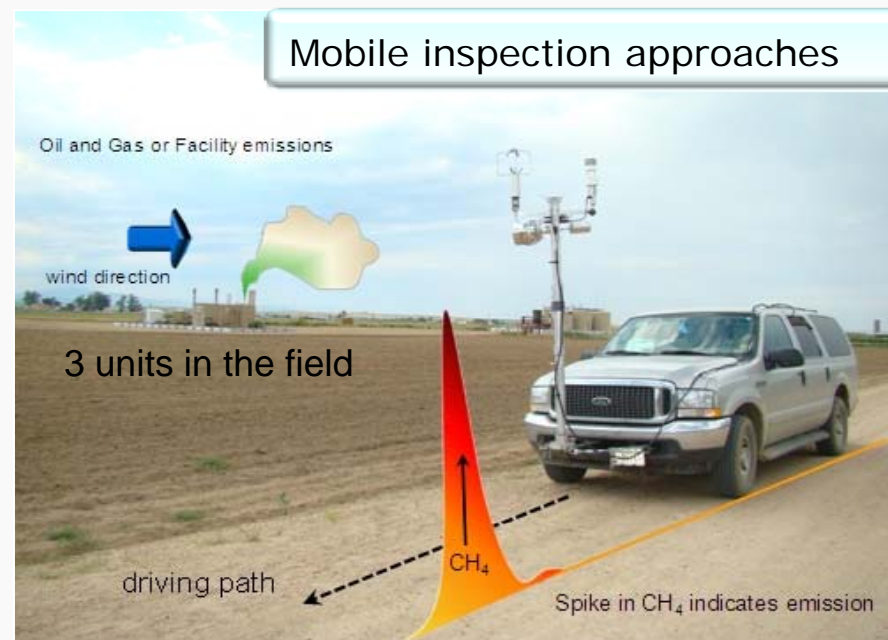 Mobile inspection approaches
Oil and Gas or Facility emissions
wind direction
3 units in the field
CH₄
driving path
Spike in CH₄ indicates emission